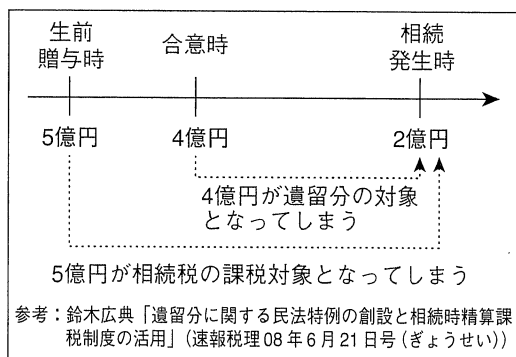 生前
贈与時
合意時
相続
発生時
5億円
4億円
2億円
4億円が遺留分の対象
となってしまう
5億円が相続税の課税対象となってしまう
参考：鈴木広典「遺留分に関する民法特例の創設と相続時精算課
税制度の活用」（速報税理08年6月21日号（ぎょうせい））